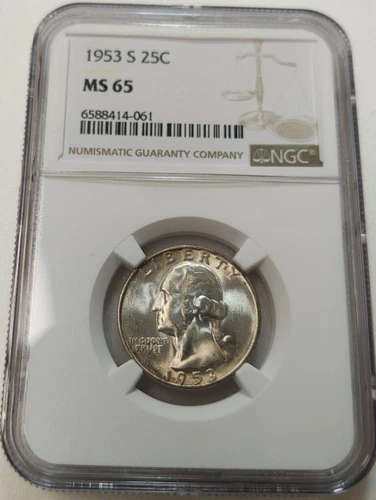 1953 S 25C
MS 65
6588414-061
NUMISMATIC GUARANTY COMPANY NGC®
LIBERTY
IN GOD WE
TRUST
1953